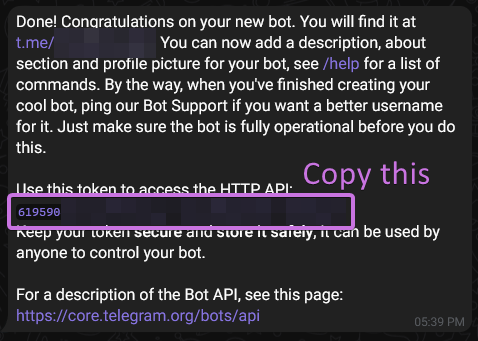 Done! Congratulations on your new bot. You will find it at
t.me/ You can now add a description, about
section and profile picture for your bot, see /help for a list of
commands. By the way, when you've finished creating your
cool bot, ping our Bot Support if you want a better username
for it. Just make sure the bot is fully operational before you do
this.
Copy this
Use this token to access the HTTP API:
619590
Keep your token secure and store it safely, it can be used by
anyone to control your bot.
For a description of the Bot API, see this page:
https://core.telegram.org/bots/api
05:39 PM